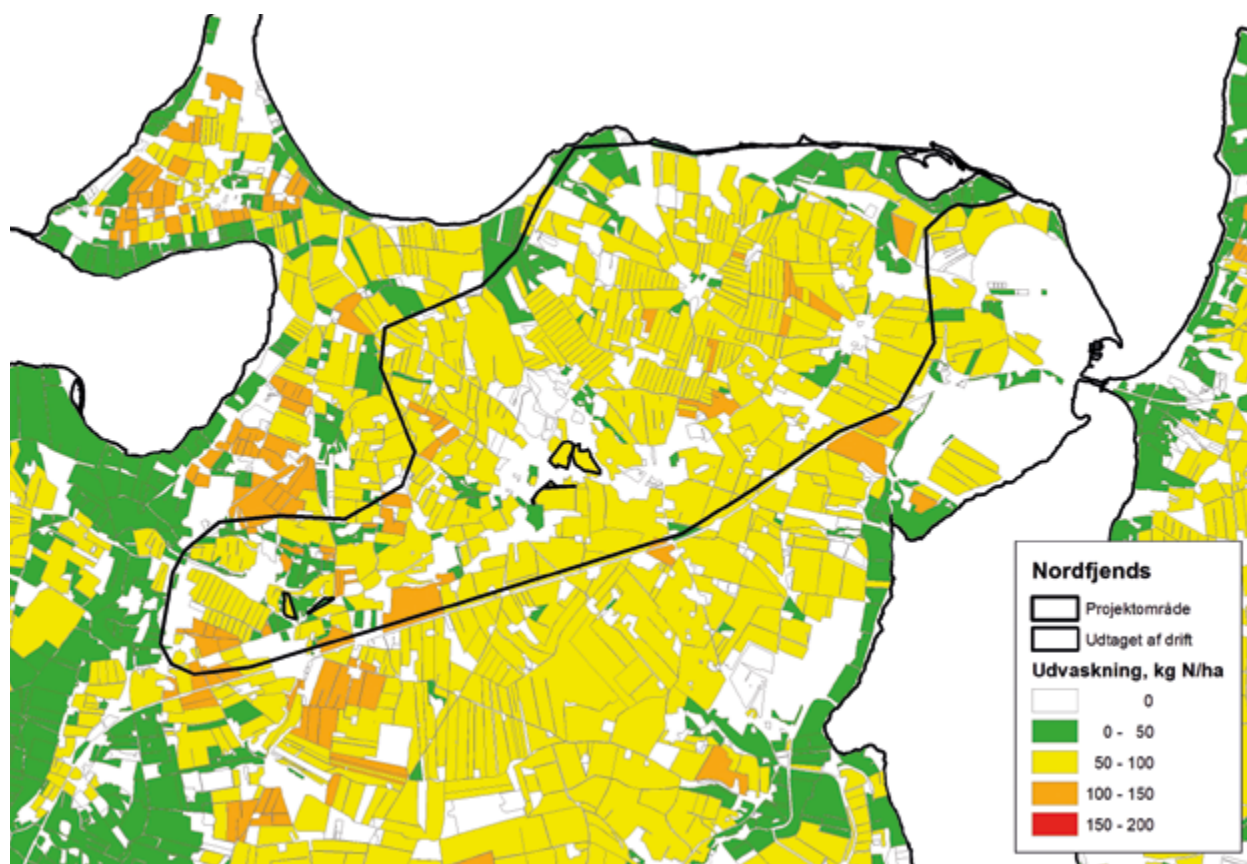 Nordfjends
Projektområde
Udtaget af drift
Udvaskning, kg N/ha
0
0 - 50
50 - 100
100 - 150
150 - 200